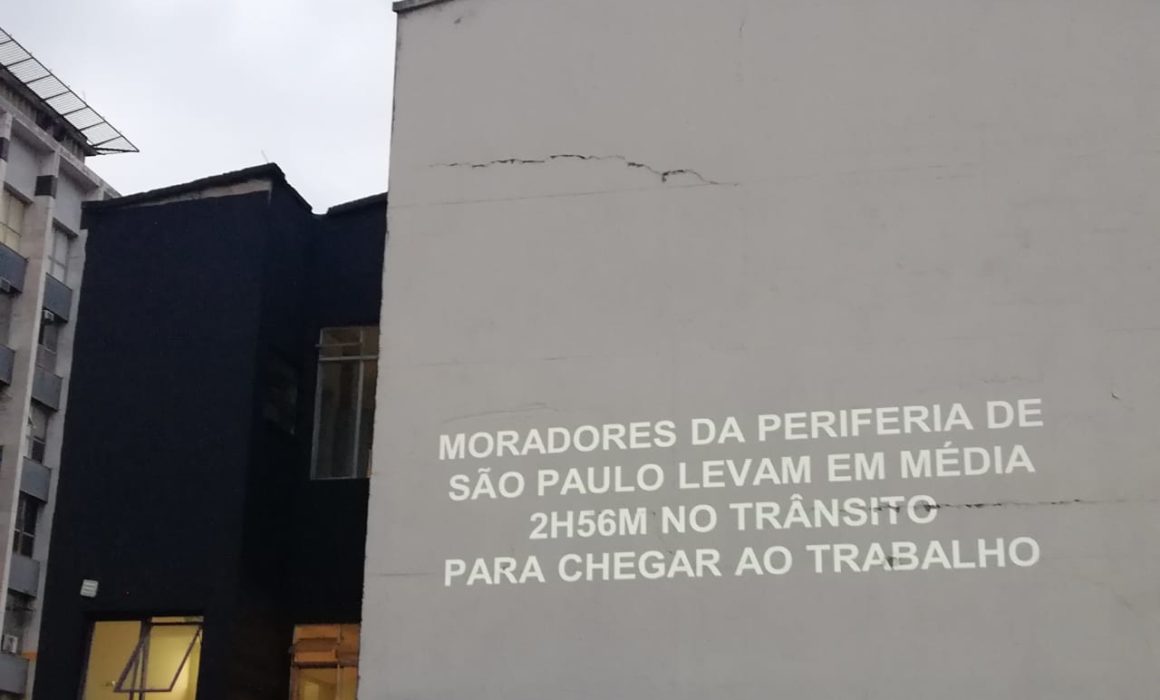 MORADORES DA PERIFERIA DE
SÃO PAULO LEVAM EM MÉDIA
2H56M NO TRÂNSITO
PARA CHEGAR AO TRABALHO